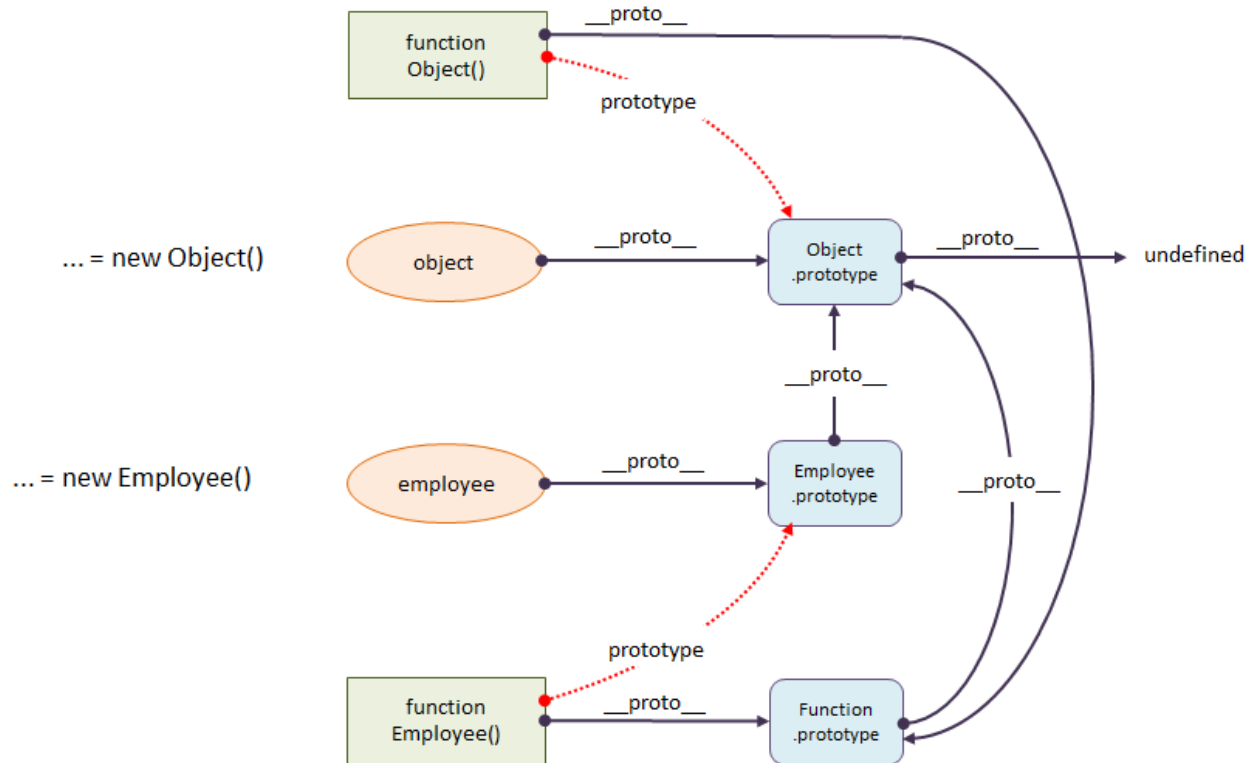 __proto__
function
Object()
prototype
... = new Object()
object
__proto__
Object
.prototype
__proto__
undefined
__proto__
... = new Employee()
employee
__proto__
Employee
.prototype
__proto__
prototype
function
Employee()
__proto__
Function
.prototype